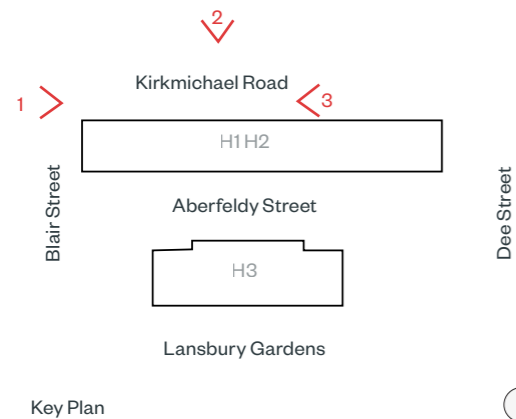 2
Kirkmichael Road
1
3
H1 H2
Blair Street
Aberfeldy Street
Dee Street
H3
Lansbury Gardens
Key Plan